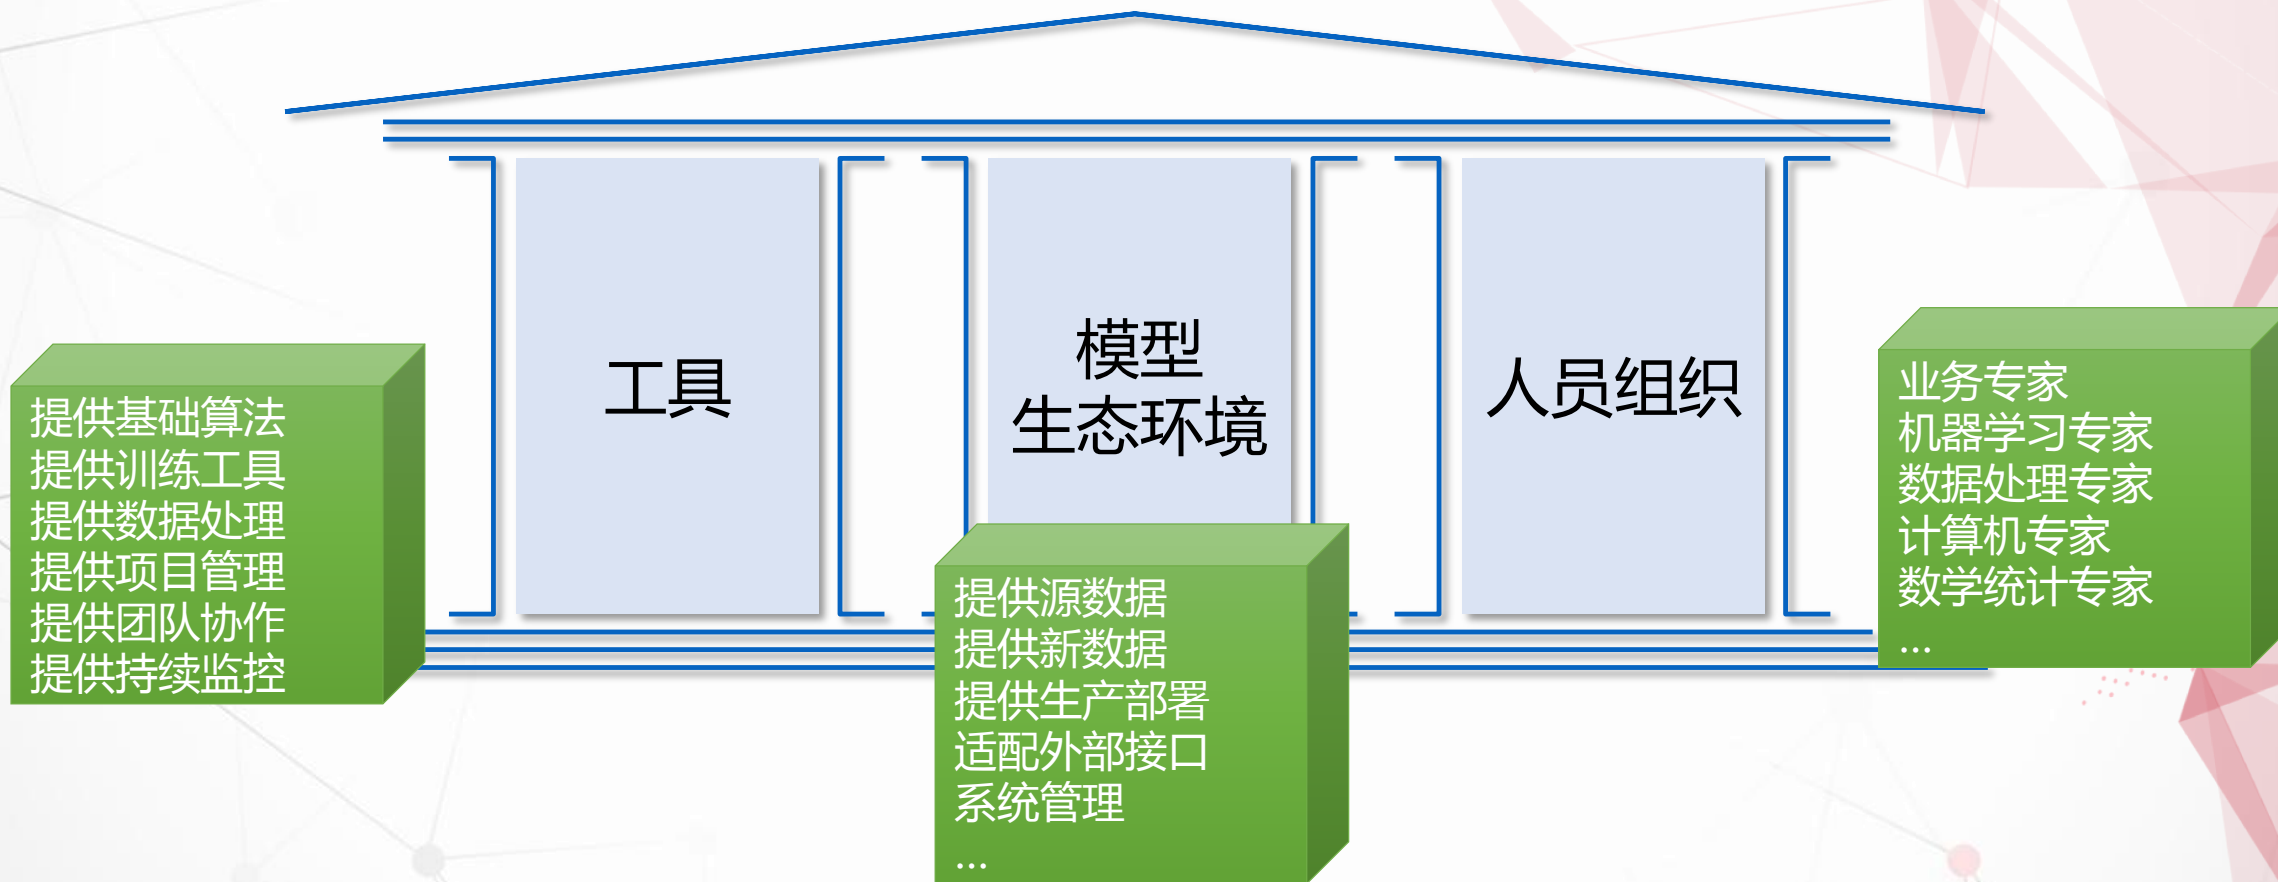 工具
模型
生态环境
人员组织
提供基础算法
提供训练工具
提供数据处理
提供项目管理
提供团队协作
提供持续监控
提供源数据
提供新数据
提供生产部署
适配外部接口
系统管理
...
业务专家
机器学习专家
数据处理专家
计算机专家
数学统计专家
...